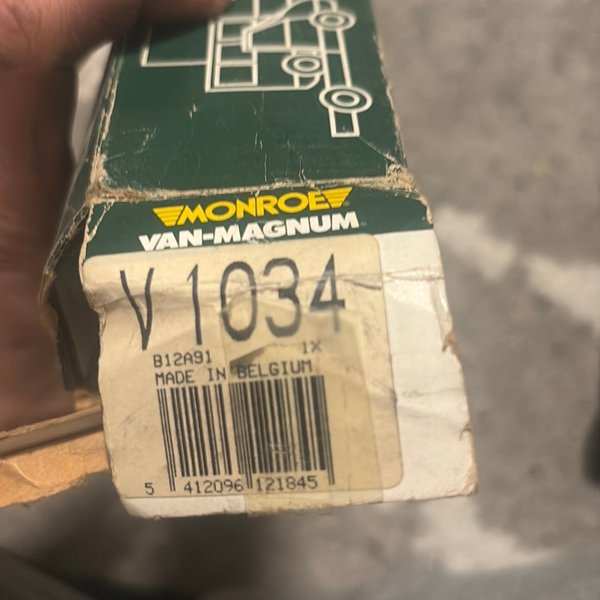 MONROE
VAN-MAGNUM
V 1034
B12A91 1X
MADE IN BELGIUM
5 412096 121845